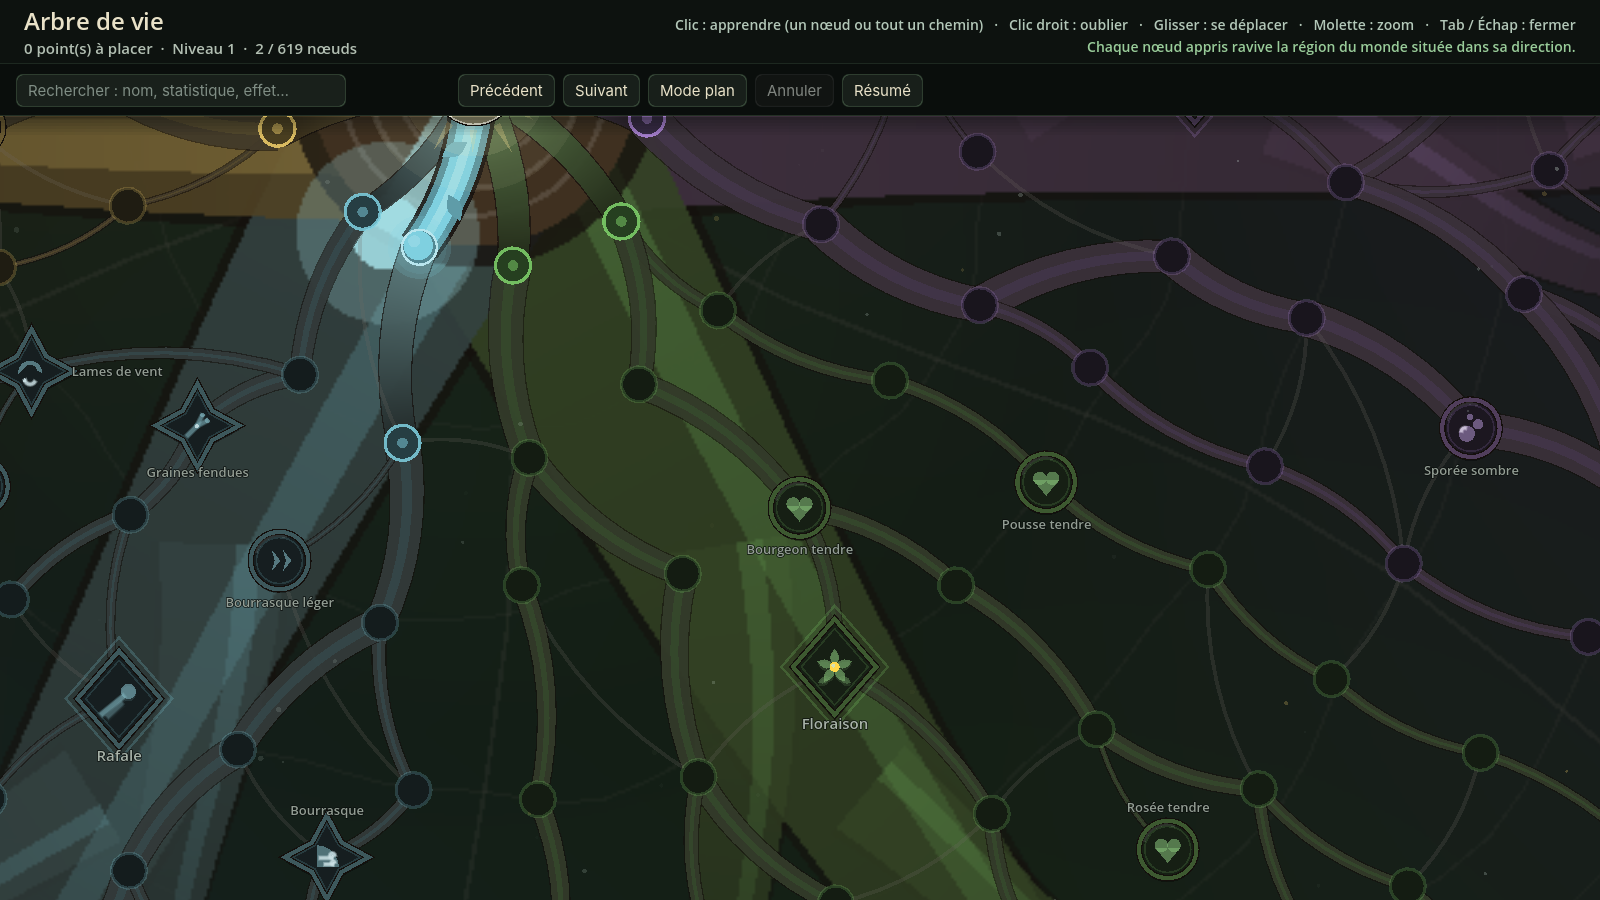 Arbre de vie
0 point(s) à placer · Niveau 1 · 2 / 619 nœuds
Clic : apprendre (un nœud ou tout un chemin) · Clic droit : oublier · Glisser : se déplacer · Molette : zoom · Tab / Échap : fermer
Chaque nœud appris ravive la région du monde située dans sa direction.
Rechercher : nom, statistique, effet...
Précédent
Suivant
Mode plan
Annuler
Résumé
Lames de vent
Graines fendues
Sporée sombre
Pousse tendre
Bourgeon tendre
Bourrasque léger
Floraison
Rafale
Bourrasque
Rosée tendre